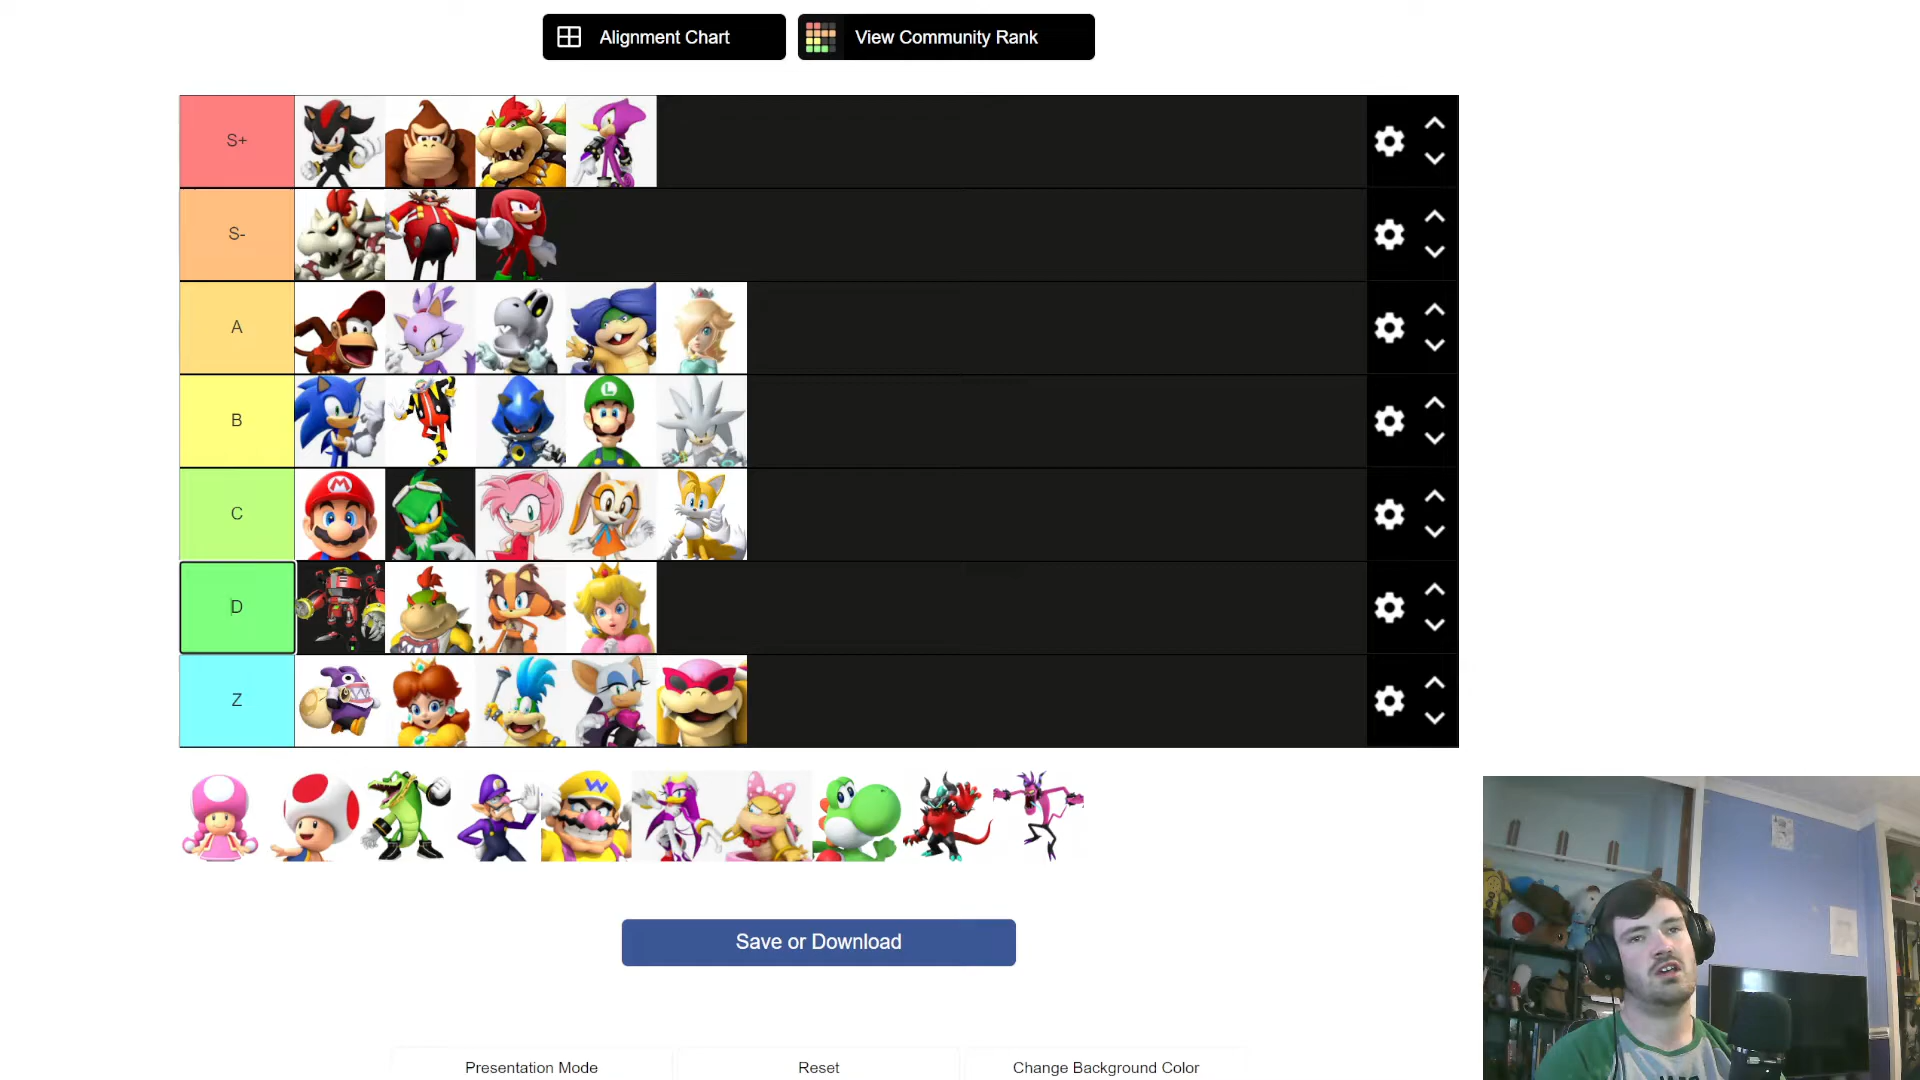 Alignment Chart
View Community Rank
S+
S-
A
B
C
D
Z
Save or Download
Presentation Mode
Reset
Change Background Color